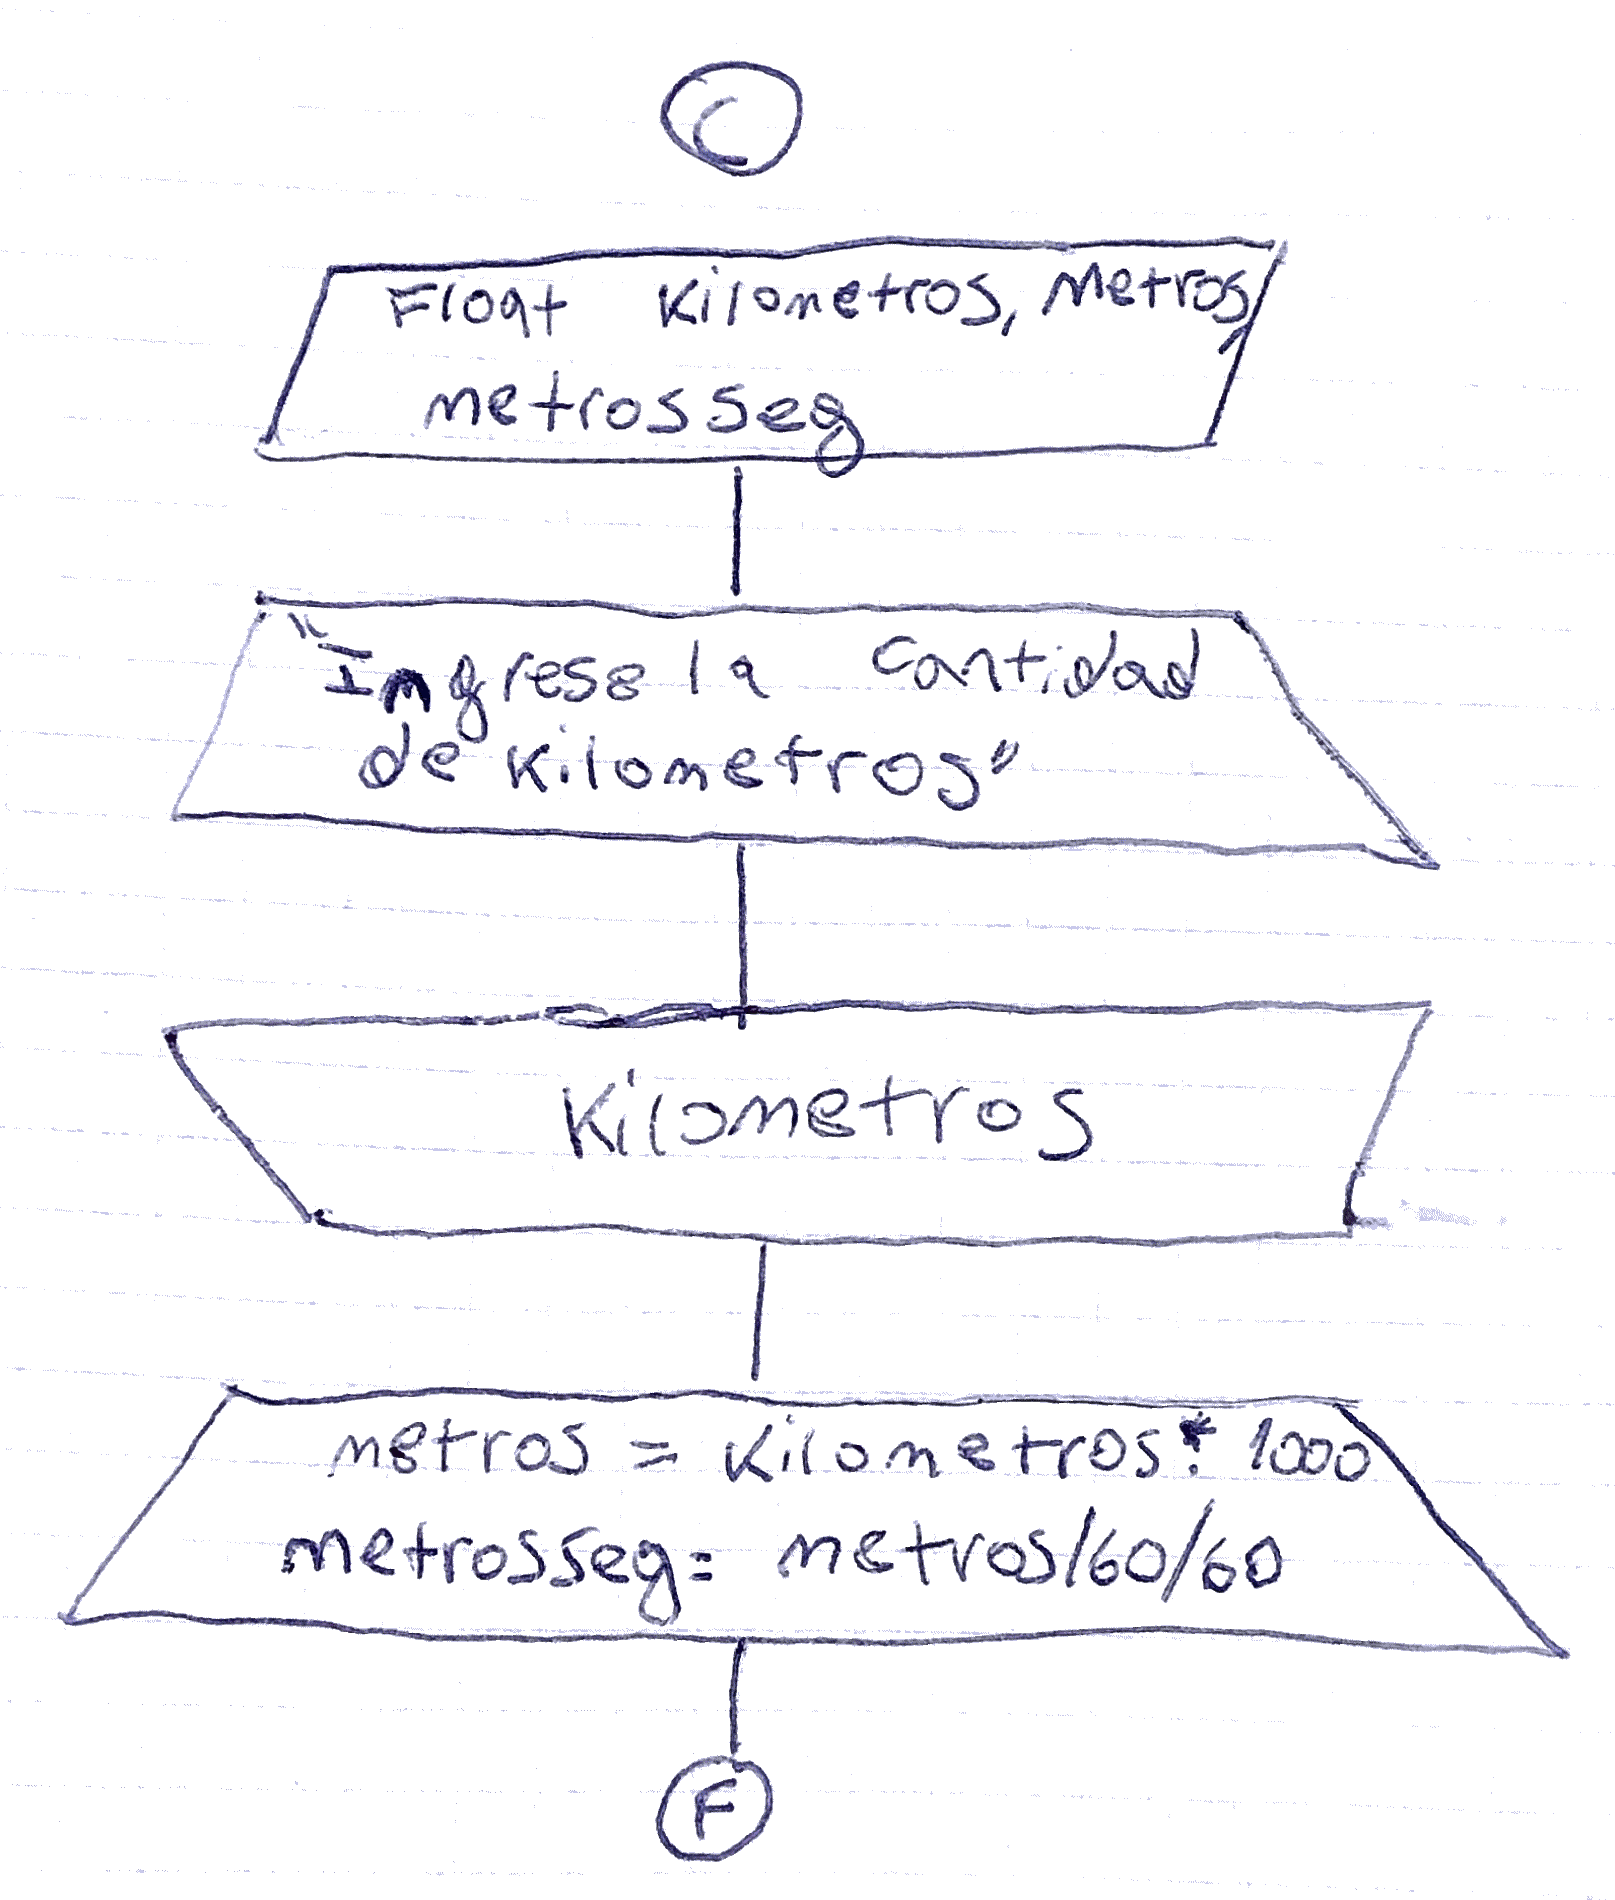 C
Float Kilometros, Metros,
metrosseg
"Ingrese la cantidad
de Kilometros"
Kilometros
metros = Kilometros * 1000
metrosseg = metros/60/60
F